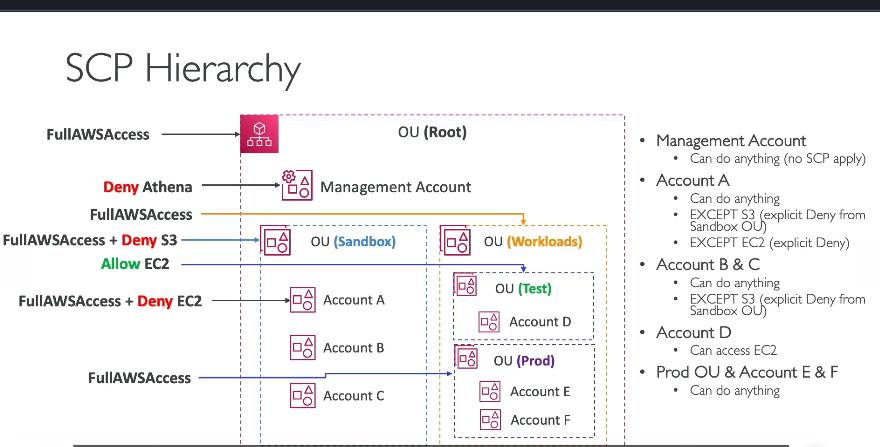 SCP Hierarchy
FullAWSAccess
OU (Root)
Deny Athena
Management Account
FullAWSAccess
FullAWSAccess + Deny S3
OU (Sandbox)
OU (Workloads)
Allow EC2
OU (Test)
FullAWSAccess + Deny EC2
Account A
Account D
Account B
OU (Prod)
FullAWSAccess
Account C
Account E
Account F
• Management Account
• Can do anything (no SCP apply)
• Account A
• Can do anything
• EXCEPT S3 (explicit Deny from
Sandbox OU)
• EXCEPT EC2 (explicit Deny)
• Account B & C
• Can do anything
• EXCEPT S3 (explicit Deny from
Sandbox OU)
• Account D
• Can access EC2
• Prod OU & Account E & F
• Can do anything